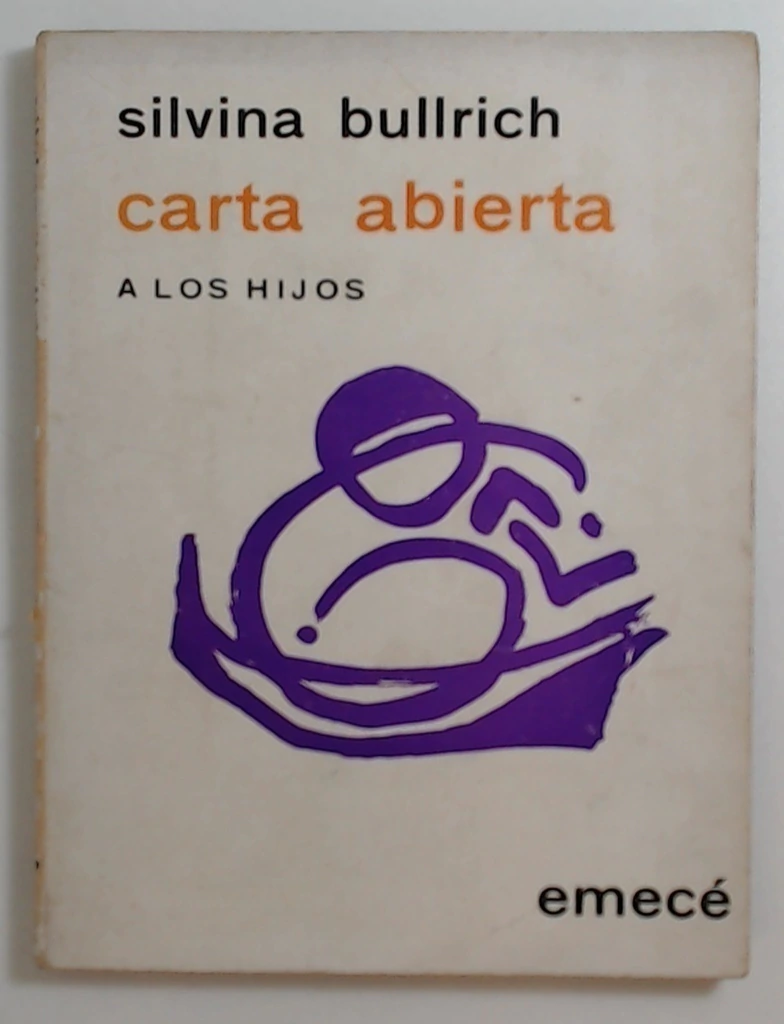 silvina bullrich
carta abierta
A LOS HIJOS
emecé